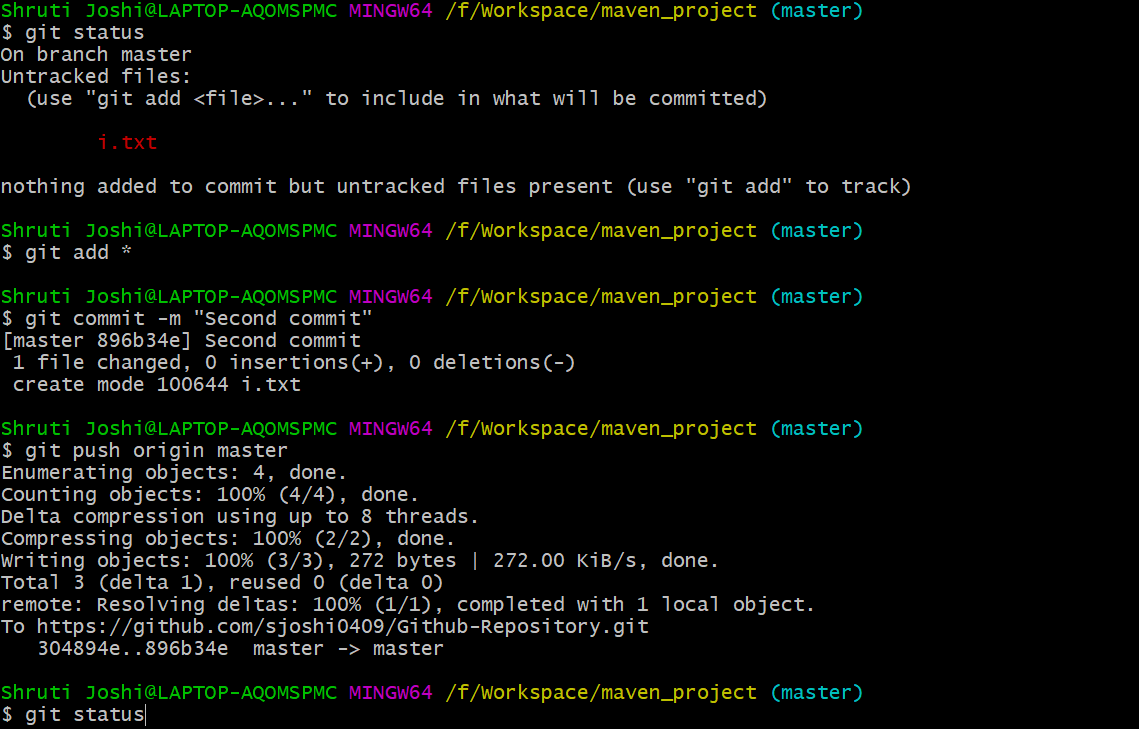 Shruti Joshi@LAPTOP-AQOMSPMC MINGW64 /f/Workspace/maven_project (master)
$ git status
On branch master
Untracked files:
  (use "git add <file>..." to include in what will be committed)
        i.txt
nothing added to commit but untracked files present (use "git add" to track)
Shruti Joshi@LAPTOP-AQOMSPMC MINGW64 /f/Workspace/maven_project (master)
$ git add *
Shruti Joshi@LAPTOP-AQOMSPMC MINGW64 /f/Workspace/maven_project (master)
$ git commit -m "Second commit"
[master 896b34e] Second commit
 1 file changed, 0 insertions(+), 0 deletions(-)
 create mode 100644 i.txt
Shruti Joshi@LAPTOP-AQOMSPMC MINGW64 /f/Workspace/maven_project (master)
$ git push origin master
Enumerating objects: 4, done.
Counting objects: 100% (4/4), done.
Delta compression using up to 8 threads.
Compressing objects: 100% (2/2), done.
Writing objects: 100% (3/3), 272 bytes | 272.00 KiB/s, done.
Total 3 (delta 1), reused 0 (delta 0)
remote: Resolving deltas: 100% (1/1), completed with 1 local object.
To https://github.com/sjoshi0409/Github-Repository.git
   304894e..896b34e  master -> master
Shruti Joshi@LAPTOP-AQOMSPMC MINGW64 /f/Workspace/maven_project (master)
$ git status